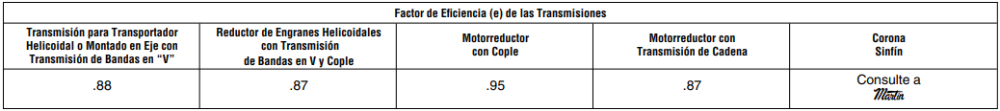 Factor de Eficiencia (e) de las Transmisiones
Transmisión para Transportador
Helicoidal o Montado en Eje con
Transmisión de Bandas en “V”
Reductor de Engranes Helicoidales
con Transmisión
de Bandas en V y Cople
Motorreductor
con Cople
Motorreductor con
Transmisión de Cadena
Corona
Sinfín
.88
.87
.95
.87
Consulte a
Martin